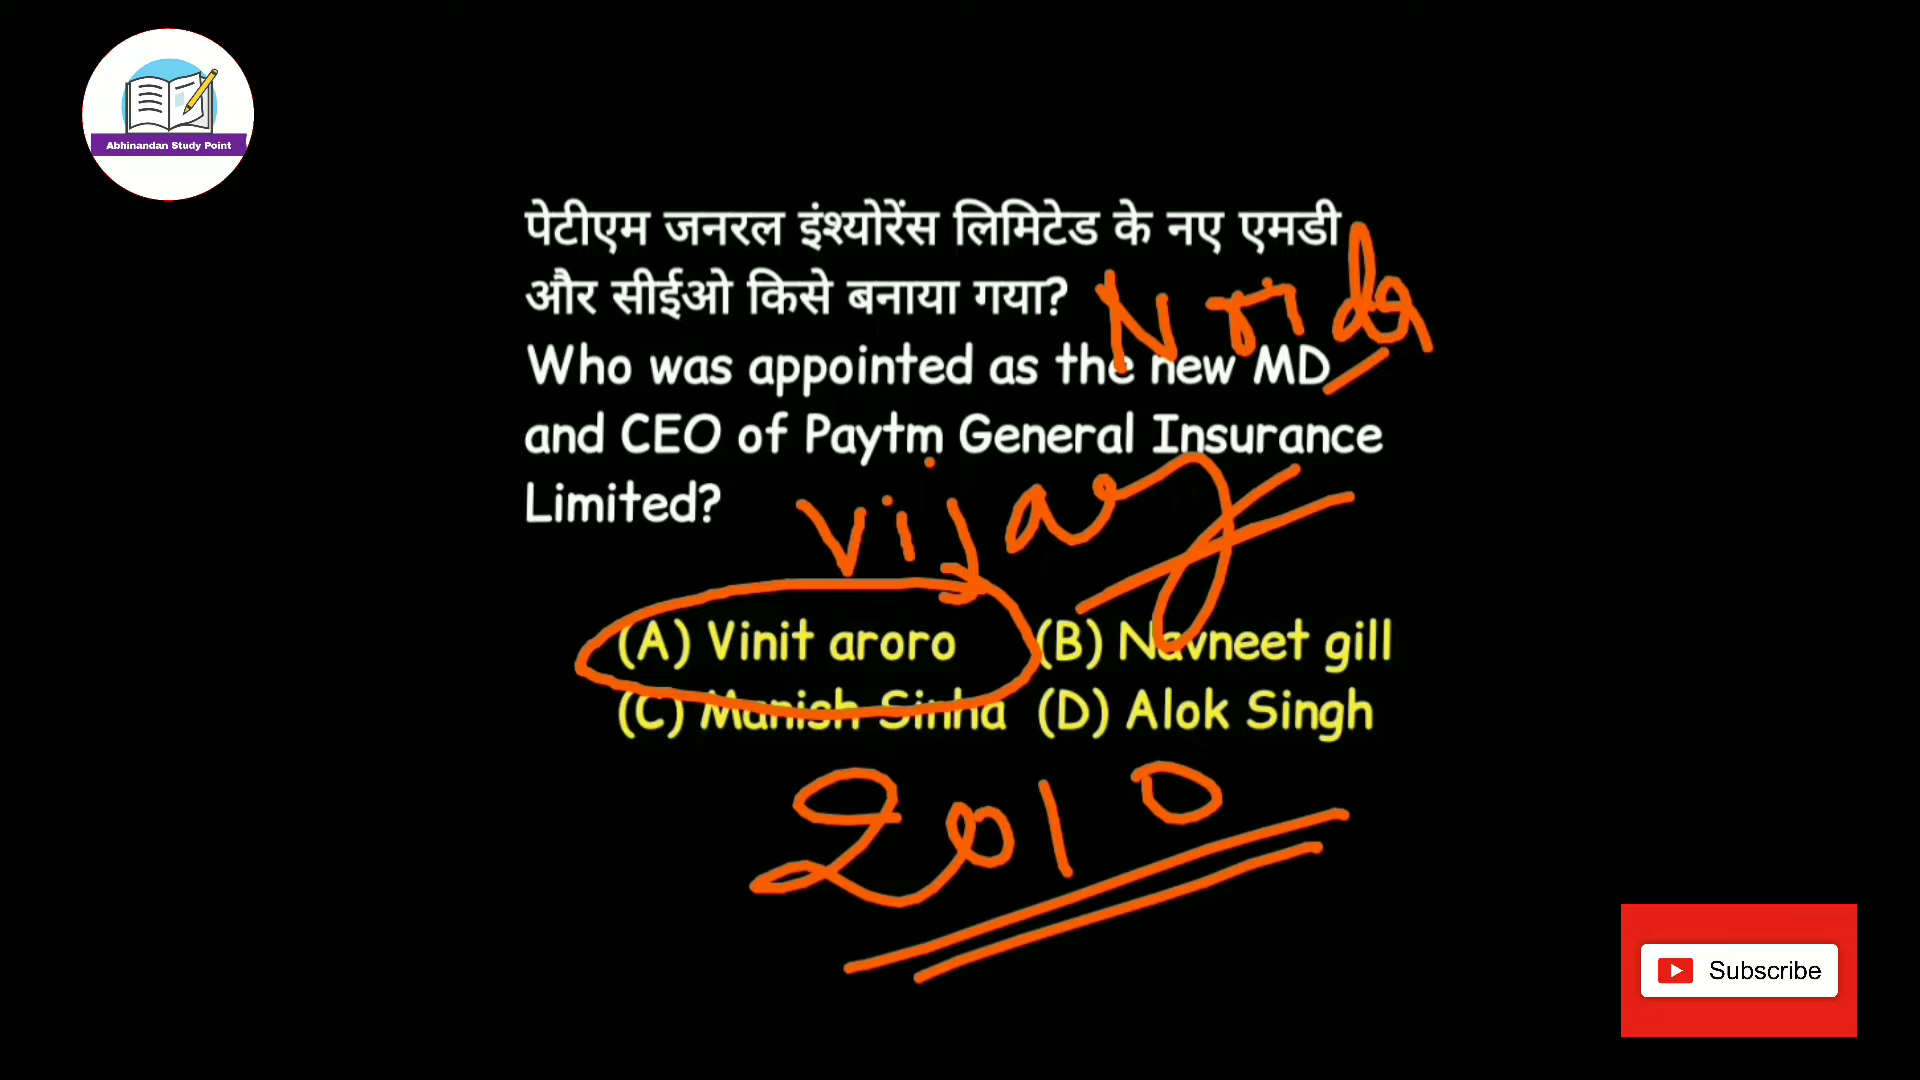 Abhinandan Study Point
पेटीएम जनरल इंश्योरेंस लिमिटेड के नए एमडी
और सीईओ किसे बनाया गया?
Who was appointed as the new MD
and CEO of Paytm General Insurance
Limited?
Vijay
(A) Vinit aroro (B) Navneet gill
(C) Manish Sinha (D) Alok Singh
2010
Subscribe